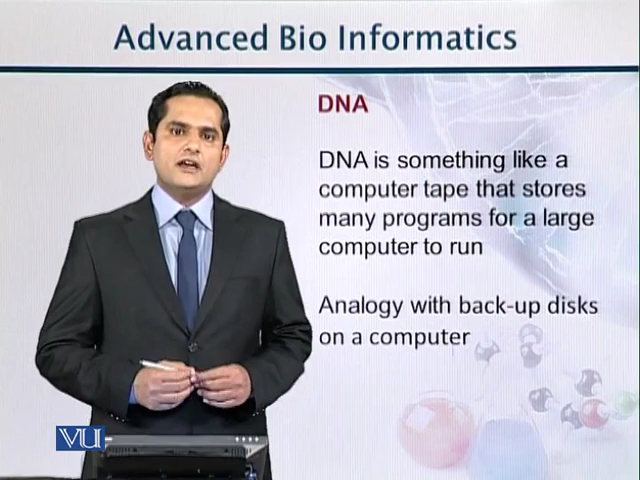 Advanced Bio Informatics
DNA
DNA is something like a
computer tape that stores
many programs for a large
computer to run
Analogy with back-up disks
on a computer
VU